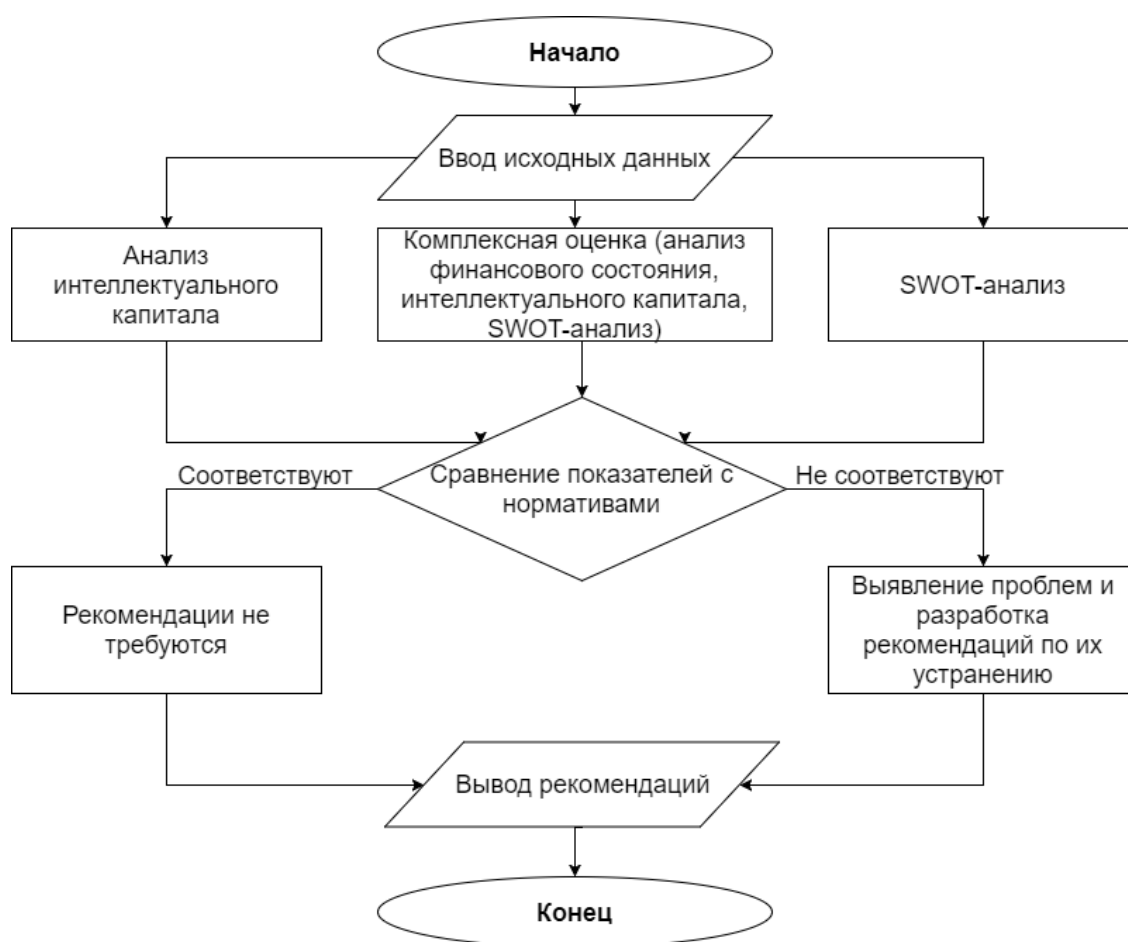 Начало
Ввод исходных данных
Анализ
интеллектуального
капитала
Комплексная оценка (анализ
финансового состояния,
интеллектуального капитала,
SWOT-анализ)
SWOT-анализ
Сравнение показателей с
нормативами
Соответствуют
Не соответствуют
Рекомендации не
требуются
Выявление проблем и
разработка
рекомендаций по их
устранению
Вывод рекомендаций
Конец